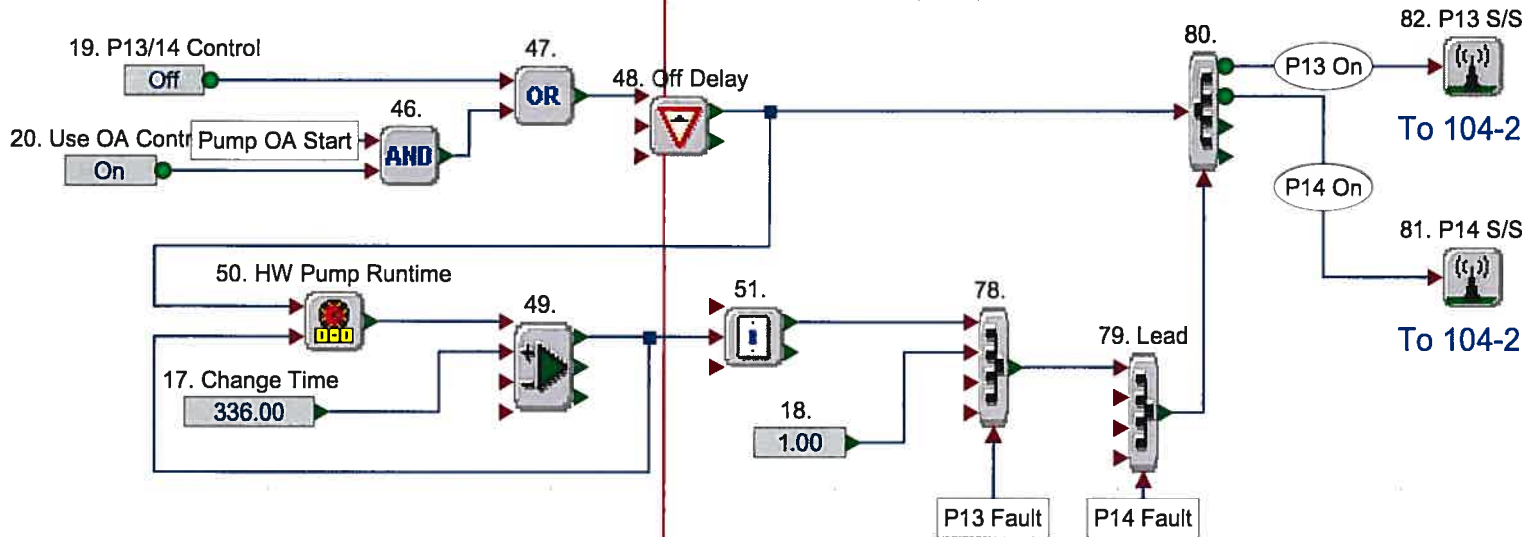 82. P13 S/S
80.
19. P13/14 Control
47.
Off
OR
48. Off Delay
P13 On
46.
To 104-2
20. Use OA Contr
Pump OA Start
AND
On
P14 On
81. P14 S/S
50. HW Pump Runtime
49.
51.
78.
79. Lead
To 104-2
17. Change Time
336.00
18.
1.00
P13 Fault
P14 Fault